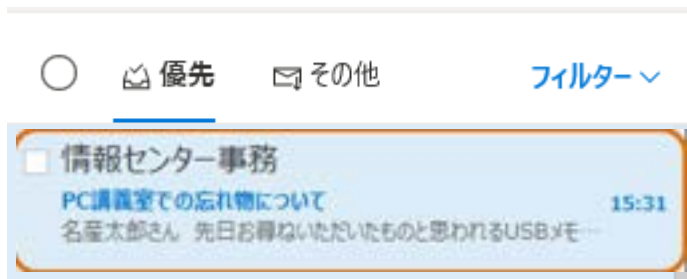 優先 その他 フィルター
情報センター事務
PC講義室での忘れ物について 15:31
名産太郎さん 先日お尋ねいただいたものと思われるUSBメモ…